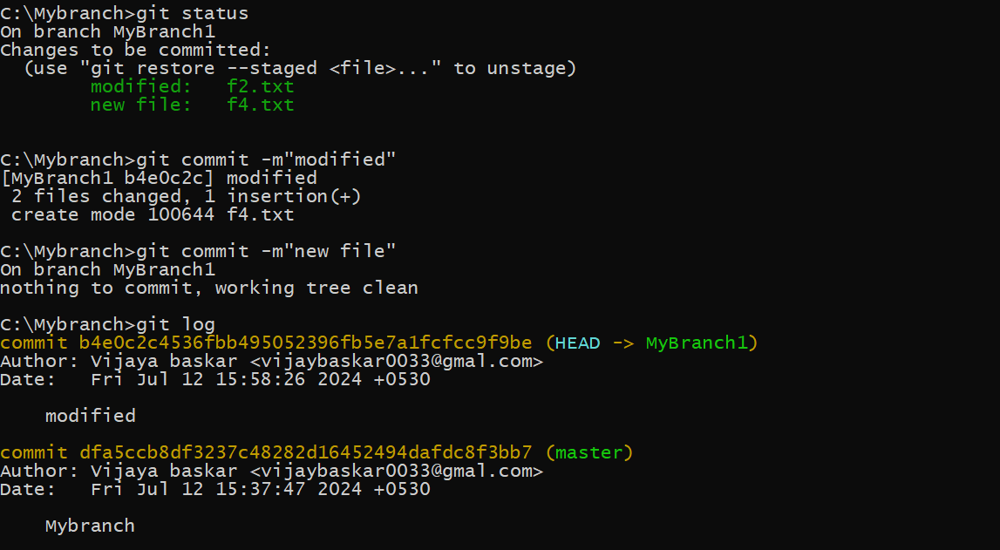 C:\Mybranch>git status
On branch MyBranch1
Changes to be committed:
  (use "git restore --staged <file>..." to unstage)
        modified:   f2.txt
        new file:   f4.txt
C:\Mybranch>git commit -m"modified"
[MyBranch1 b4e0c2c] modified
 2 files changed, 1 insertion(+)
 create mode 100644 f4.txt
C:\Mybranch>git commit -m"new file"
On branch MyBranch1
nothing to commit, working tree clean
C:\Mybranch>git log
commit b4e0c2c4536fbb495052396fb5e7a1fcfcc9f9be (HEAD -> MyBranch1)
Author: Vijaya baskar <vijaybaskar0033@gmal.com>
Date:   Fri Jul 12 15:58:26 2024 +0530
    modified
commit dfa5ccb8df3237c48282d16452494dafdc8f3bb7 (master)
Author: Vijaya baskar <vijaybaskar0033@gmal.com>
Date:   Fri Jul 12 15:37:47 2024 +0530
    Mybranch